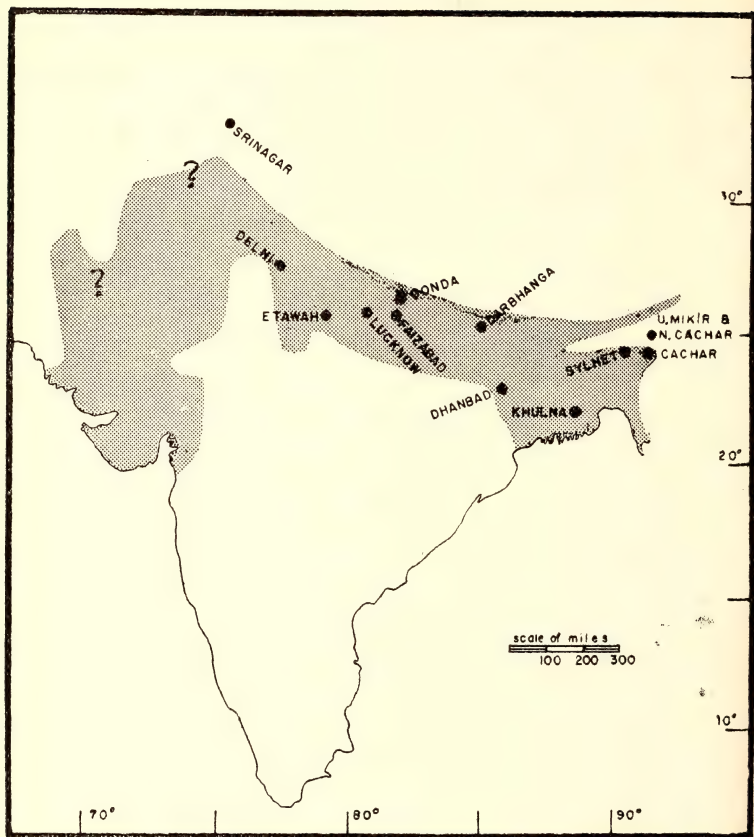 SRINAGAR
?
30°
DELHI
?
GONDA
DARBHANGA
U. MIKIR &
N. CACHAR
ETAWAH
LUCKNOW
FAIZABAD
SYLHET
CACHAR
DHANBAD
KHULNA
20°
scale of miles
100 200 300
10°
70°
80°
90°